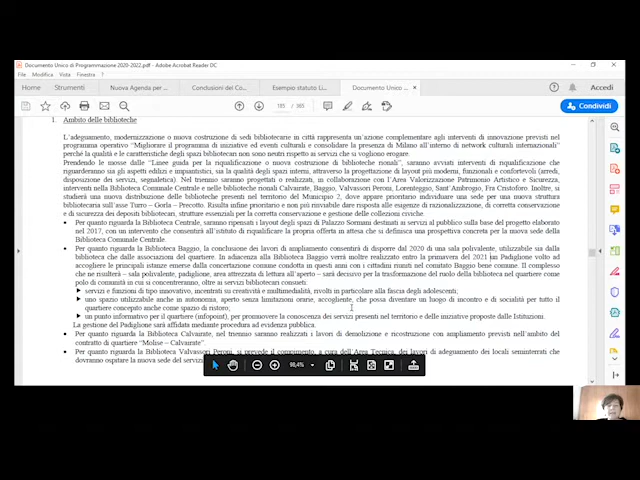 Documento Unico di Programmazione 2020-2022.pdf - Adobe Acrobat Reader DC
File Modifica Vista Finestra ?
Home Strumenti Nuova Agenda per ... Conclusioni del Co... Esempio statuto Li... Documento Unico ... × Accedi
185 / 365 Condividi
1. Ambito delle biblioteche
L'adeguamento, modernizzazione o nuova costruzione di sedi bibliotecarie in città rappresenta un'azione complementare agli interventi di innovazione previsti nel
programma operativo "Migliorare il programma di iniziative ed eventi culturali e consolidare la presenza di Milano all'interno di network culturali internazionali"
perché la qualità e le caratteristiche degli spazi bibliotecari non sono neutri rispetto ai servizi che si vogliono erogare.
Prendendo le mosse dalle "Linee guida per la riqualificazione o nuova costruzione di biblioteche rionali", saranno avviati interventi di riqualificazione che
riguarderanno sia gli aspetti edilizi e impiantistici, sia la qualità degli spazi interni, attraverso la progettazione di layout più moderni, funzionali e confortevoli (arredi,
disposizione dei servizi, segnaletica). Nel triennio saranno progettati o realizzati, in collaborazione con l'Area Valorizzazione Patrimonio Artistico e Sicurezza,
interventi nella Biblioteca Comunale Centrale e nelle biblioteche rionali Calvairate, Baggio, Valvassori Peroni, Lorenteggio, Sant'Ambrogio, Fra Cristoforo. Inoltre, si
studierà una nuova distribuzione delle biblioteche presenti nel territorio del Municipio 2, dove appare prioritario individuare una sede per una nuova struttura
bibliotecaria sull'asse Turro – Gorla – Precotto. Risulta infine prioritario e non più rinviabile dare risposta alle esigenze di razionalizzazione, di corretta conservazione
e di sicurezza dei depositi bibliotecari, strutture essenziali per la corretta conservazione e gestione delle collezioni civiche.
• Per quanto riguarda la Biblioteca Centrale, saranno ripensati i layout degli spazi di Palazzo Sormani destinati ai servizi al pubblico sulla base del progetto elaborato
nel 2017, con un intervento che consentirà all'istituto di riqualificare la propria offerta in attesa che si definisca una prospettiva concreta per la nuova sede della
Biblioteca Comunale Centrale.
• Per quanto riguarda la Biblioteca Baggio, la conclusione dei lavori di ampliamento consentirà di disporre dal 2020 di una sala polivalente, utilizzabile sia dalla
biblioteca che dalle associazioni del quartiere. In adiacenza alla Biblioteca Baggio verrà inoltre realizzato entro la primavera del 2021 un Padiglione volto ad
accogliere le principali istanze emerse dalla concertazione comune condotta in questi anni con i cittadini riuniti nel comitato Baggio bene comune. Il complesso
che ne risulterà – sala polivalente, padiglione, area attrezzata di lettura all'aperto – sarà decisivo per la trasformazione del ruolo della biblioteca nel quartiere come
polo di comunità in cui si concentreranno, oltre ai servizi bibliotecari consueti:
➤ servizi e funzioni di tipo innovativo, incentrati su creatività e multimedialità, rivolti in particolare alla fascia degli adolescenti;
➤ uno spazio utilizzabile anche in autonomia, aperto senza limitazioni orarie, accogliente, che possa diventare un luogo di incontro e di socialità per tutto il
quartiere concepito anche come spazio di ristoro;
➤ un punto informativo per il quartiere (infopoint), per promuovere la conoscenza dei servizi presenti nel territorio e delle iniziative proposte dalle Istituzioni.
La gestione del Padiglione sarà affidata mediante procedura ad evidenza pubblica.
• Per quanto riguarda la Biblioteca Calvairate, nel triennio saranno realizzati i lavori di demolizione e ricostruzione con ampliamento previsti nell'ambito del
contratto di quartiere "Molise – Calvairate".
• Per quanto riguarda la Biblioteca Valvassori Peroni, si prevede il compimento, a cura dell'Area Tecnica, dei lavori di adeguamento dei locali seminterrati che
dovranno ospitare la nuova sede del servizi
98,4%